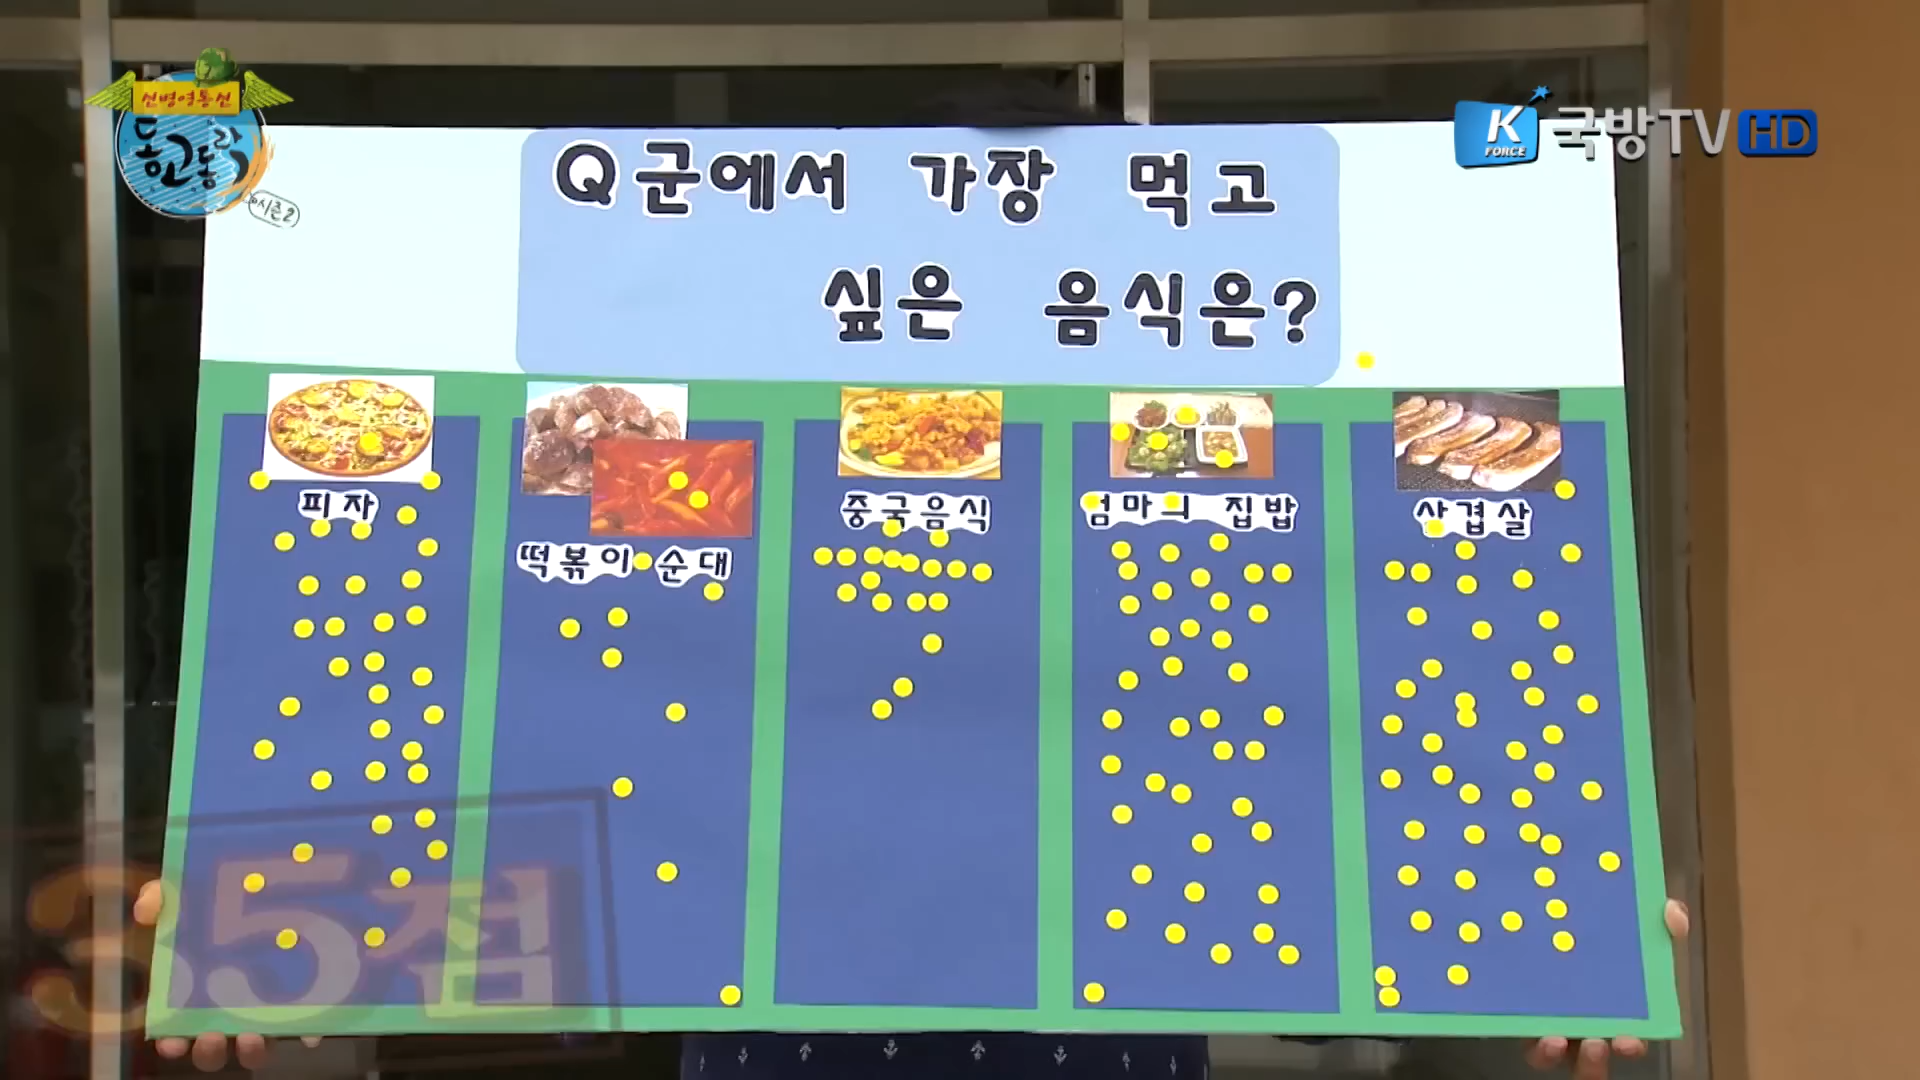 신병영통신
동고동락
시즌2
K FORCE 국방TV HD
Q 군에서 가장 먹고
싶은 음식은?
피자
떡볶이 순대
중국음식
엄마의 집밥
삼겹살
35점